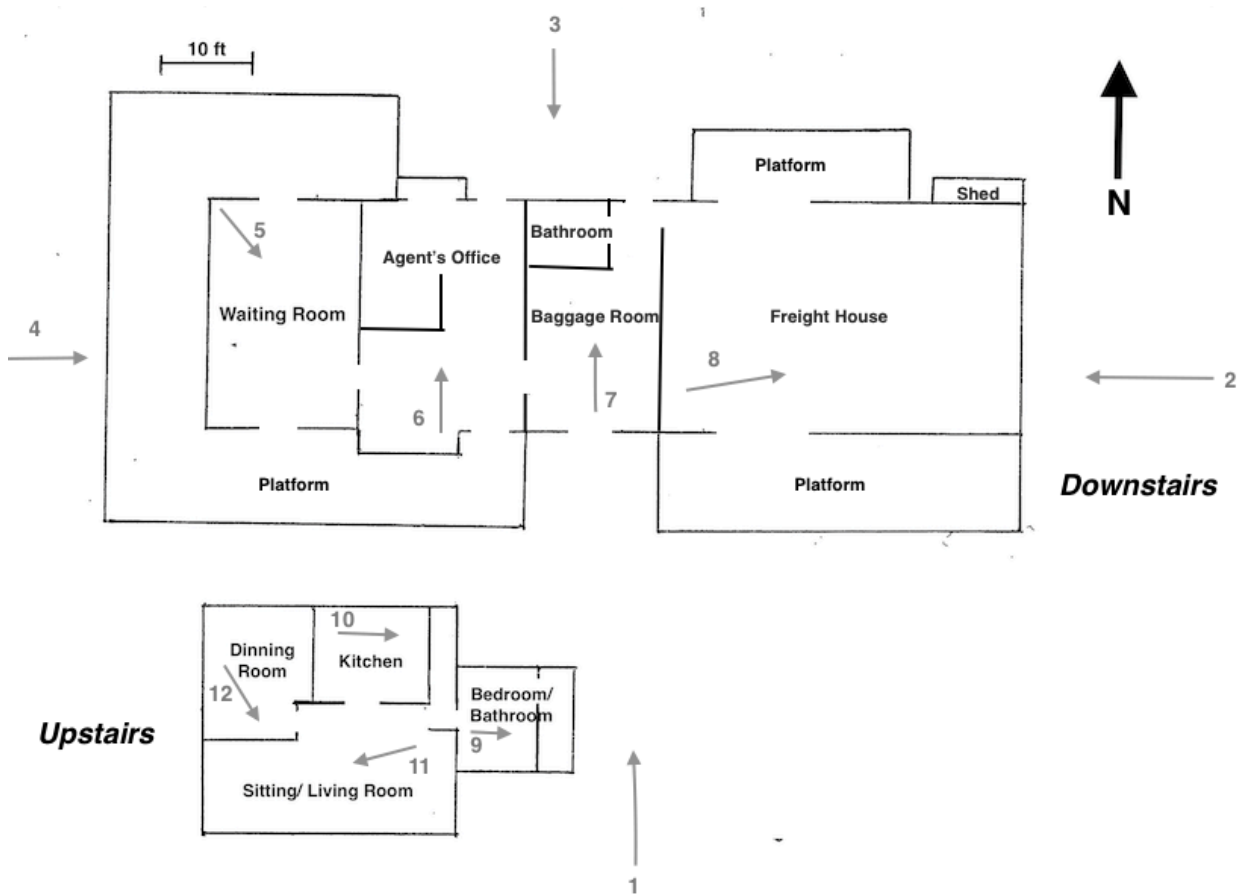 3
10 ft
N
Platform
Shed
5
Bathroom
Agent's Office
Waiting Room
Baggage Room
Freight House
4
8
2
6
7
Platform
Platform
Downstairs
10
Dinning
Room
Kitchen
12
Bedroom/
Bathroom
Upstairs
9
11
Sitting/ Living Room
1